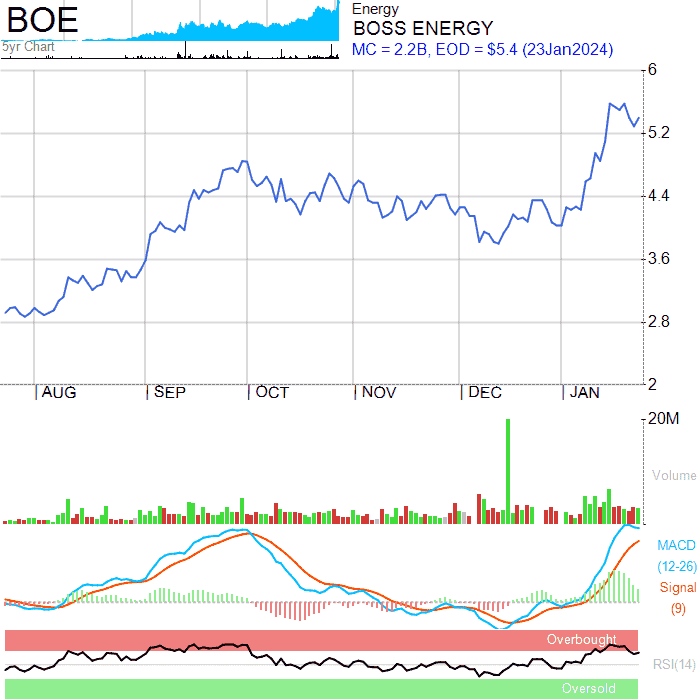 BOE
5yr Chart
Energy
BOSS ENERGY
MC = 2.2B, EOD = $5.4 (23Jan2024)
6
5.2
4.4
3.6
2.8
2
AUG SEP OCT NOV DEC JAN
20M
Volume
MACD
(12-26)
Signal
(9)
Overbought
RSI(14)
Oversold